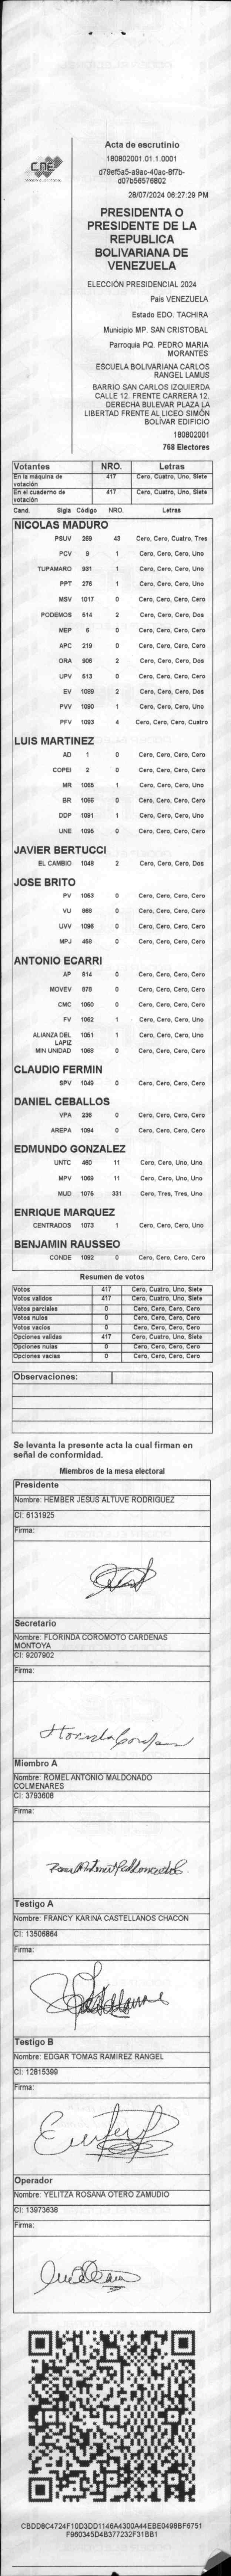 CNE
Acta de escrutinio
180802001.01.1.0001
d79ef5a5-a9ac-40ac-8f7b-
d07b56576802
28/07/2024 06:27:29 PM
PRESIDENTA O
PRESIDENTE DE LA
REPUBLICA
BOLIVARIANA DE
VENEZUELA
ELECCIÓN PRESIDENCIAL 2024
País VENEZUELA
Estado EDO. TACHIRA
Municipio MP. SAN CRISTOBAL
Parroquia PQ. PEDRO MARIA
MORANTES
ESCUELA BOLIVARIANA CARLOS
RANGEL LAMUS
BARRIO SAN CARLOS IZQUIERDA
CALLE 12. FRENTE CARRERA 12.
DERECHA BULEVAR PLAZA LA
LIBERTAD FRENTE AL LICEO SIMÓN
BOLÍVAR EDIFICIO
180802001
768 Electores
Votantes NRO. Letras
En la máquina de votación 417 Cero, Cuatro, Uno, Siete
En el cuaderno de votación 417 Cero, Cuatro, Uno, Siete
Cand. Sigla Código NRO. Letras
NICOLAS MADURO
PSUV 269 43 Cero, Cero, Cuatro, Tres
PCV 9 1 Cero, Cero, Cero, Uno
TUPAMARO 931 1 Cero, Cero, Cero, Uno
PPT 276 1 Cero, Cero, Cero, Uno
MSV 1017 0 Cero, Cero, Cero, Cero
PODEMOS 514 2 Cero, Cero, Cero, Dos
MEP 6 0 Cero, Cero, Cero, Cero
APC 219 0 Cero, Cero, Cero, Cero
ORA 906 2 Cero, Cero, Cero, Dos
UPV 513 0 Cero, Cero, Cero, Cero
EV 1089 2 Cero, Cero, Cero, Dos
PVV 1090 1 Cero, Cero, Cero, Uno
PFV 1093 4 Cero, Cero, Cero, Cuatro
LUIS MARTINEZ
AD 1 0 Cero, Cero, Cero, Cero
COPEI 2 0 Cero, Cero, Cero, Cero
MR 1065 1 Cero, Cero, Cero, Uno
BR 1066 0 Cero, Cero, Cero, Cero
DDP 1091 1 Cero, Cero, Cero, Uno
UNE 1095 0 Cero, Cero, Cero, Cero
JAVIER BERTUCCI
EL CAMBIO 1048 2 Cero, Cero, Cero, Dos
JOSE BRITO
PV 1053 0 Cero, Cero, Cero, Cero
VU 868 0 Cero, Cero, Cero, Cero
UVV 1096 0 Cero, Cero, Cero, Cero
MPJ 458 0 Cero, Cero, Cero, Cero
ANTONIO ECARRI
AP 814 0 Cero, Cero, Cero, Cero
MOVEV 878 0 Cero, Cero, Cero, Cero
CMC 1050 0 Cero, Cero, Cero, Cero
FV 1062 1 Cero, Cero, Cero, Uno
ALIANZA DEL LAPIZ 1051 1 Cero, Cero, Cero, Uno
MIN UNIDAD 1068 0 Cero, Cero, Cero, Cero
CLAUDIO FERMIN
SPV 1049 0 Cero, Cero, Cero, Cero
DANIEL CEBALLOS
VPA 236 0 Cero, Cero, Cero, Cero
AREPA 1094 0 Cero, Cero, Cero, Cero
EDMUNDO GONZALEZ
UNTC 460 11 Cero, Cero, Uno, Uno
MPV 1069 11 Cero, Cero, Uno, Uno
MUD 1075 331 Cero, Tres, Tres, Uno
ENRIQUE MARQUEZ
CENTRADOS 1073 1 Cero, Cero, Cero, Uno
BENJAMIN RAUSSEO
CONDE 1092 0 Cero, Cero, Cero, Cero
Resumen de votos
Votos 417 Cero, Cuatro, Uno, Siete
Votos validos 417 Cero, Cuatro, Uno, Siete
Votos parciales 0 Cero, Cero, Cero, Cero
Votos nulos 0 Cero, Cero, Cero, Cero
Votos vacios 0 Cero, Cero, Cero, Cero
Opciones validas 417 Cero, Cuatro, Uno, Siete
Opciones nulas 0 Cero, Cero, Cero, Cero
Opciones vacias 0 Cero, Cero, Cero, Cero
Observaciones:
Se levanta la presente acta la cual firman en
señal de conformidad.
Miembros de la mesa electoral
Presidente
Nombre: HEMBER JESUS ALTUVE RODRIGUEZ
CI: 6131925
Firma:
Secretario
Nombre: FLORINDA COROMOTO CARDENAS
MONTOYA
CI: 9207902
Firma:
Miembro A
Nombre: ROMEL ANTONIO MALDONADO
COLMENARES
CI: 3793608
Firma:
Testigo A
Nombre: FRANCY KARINA CASTELLANOS CHACON
CI: 13506864
Firma:
Testigo B
Nombre: EDGAR TOMAS RAMIREZ RANGEL
CI: 12815399
Firma:
Operador
Nombre: YELITZA ROSANA OTERO ZAMUDIO
CI: 13973638
Firma:
CBDD8C4724F10D3DD1146A4300A44EBE0498BF6751
F960345D4B377232F31BB1